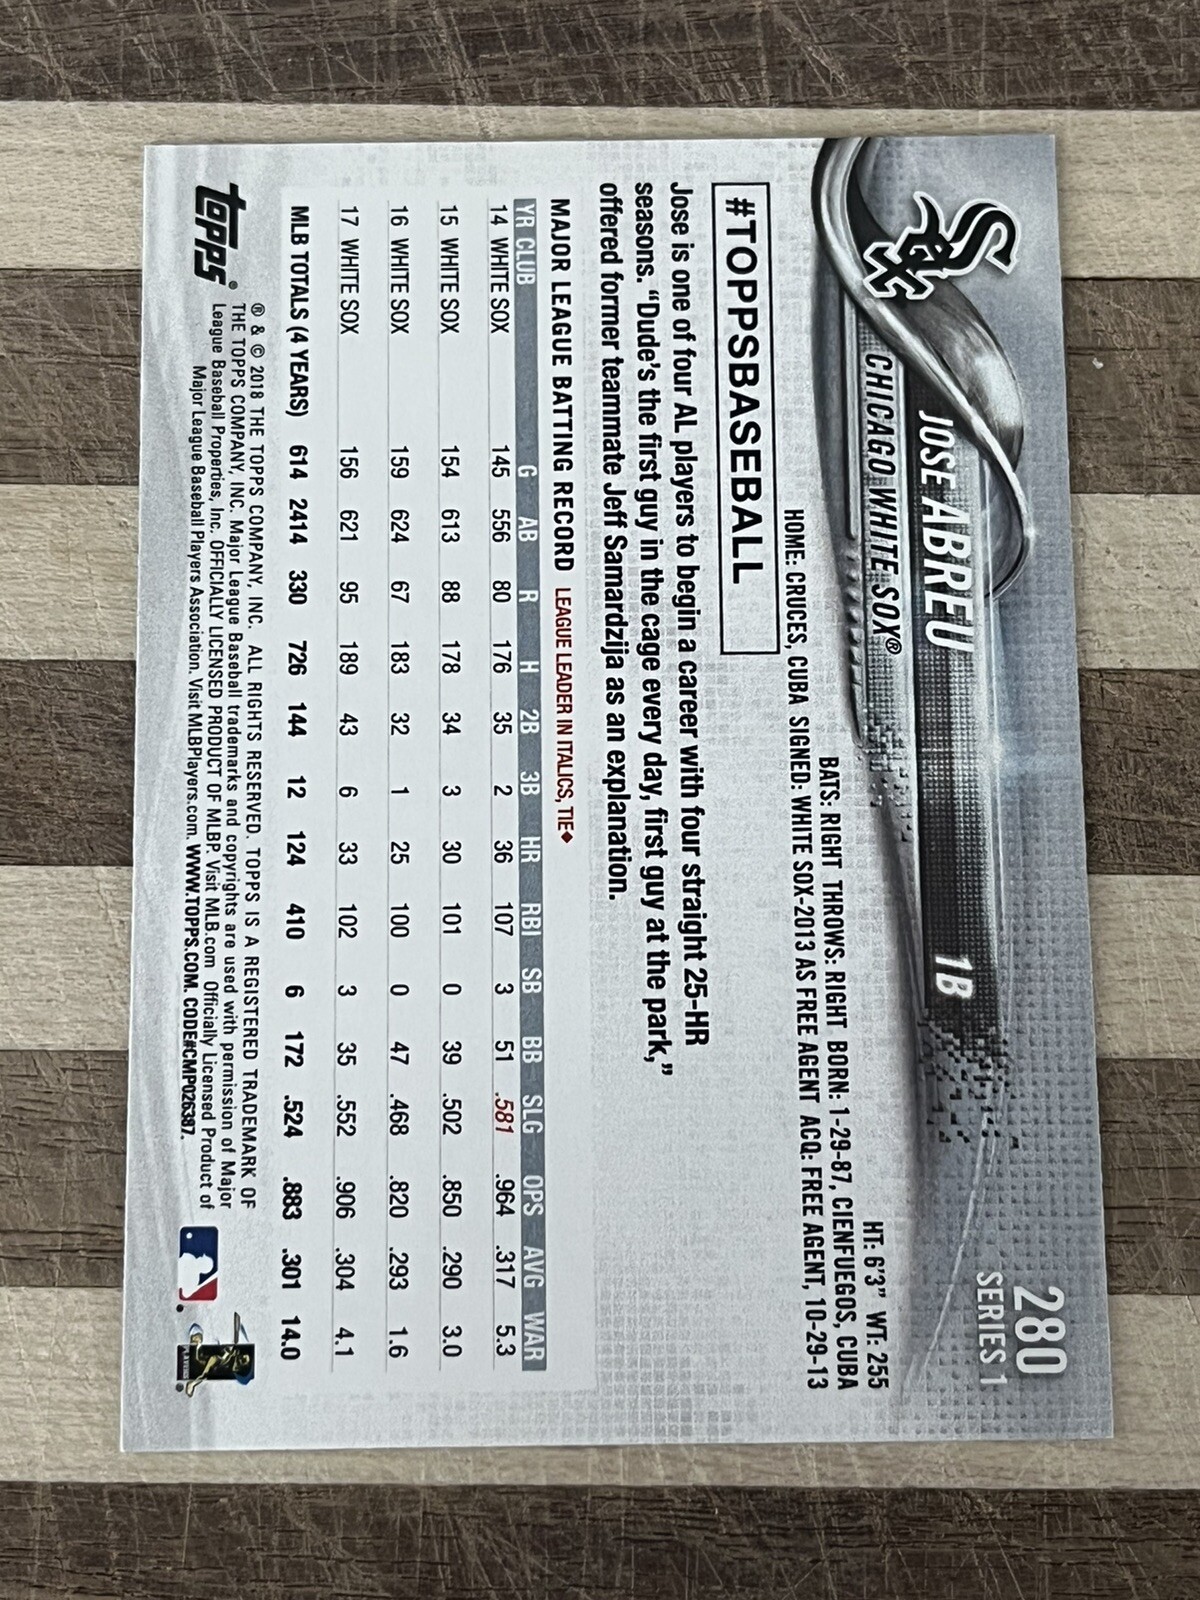 280
SERIES 1
Sox
JOSE ABREU 1B
CHICAGO WHITE SOX®
HT: 6'3" WT: 255
BATS: RIGHT THROWS: RIGHT BORN: 1-29-87, CIENFUEGOS, CUBA
HOME: CRUCES, CUBA SIGNED: WHITE SOX-2013 AS FREE AGENT ACQ: FREE AGENT, 10-29-13
#TOPPSBASEBALL
Jose is one of four AL players to begin a career with four straight 25-HR
seasons. “Dude's the first guy in the cage every day, first guy at the park,”
offered former teammate Jeff Samardzija as an explanation.
MAJOR LEAGUE BATTING RECORD LEAGUE LEADER IN ITALICS, TIE◆
YR CLUB G AB R H 2B 3B HR RBI SB BB SLG OPS AVG WAR
14 WHITE SOX 145 556 80 176 35 2 36 107 3 51 .581 .964 .317 5.3
15 WHITE SOX 154 613 88 178 34 3 30 101 0 39 .502 .850 .290 3.0
16 WHITE SOX 159 624 67 183 32 1 25 100 0 47 .468 .820 .293 1.6
17 WHITE SOX 156 621 95 189 43 6 33 102 3 35 .552 .906 .304 4.1
MLB TOTALS (4 YEARS) 614 2414 330 726 144 12 124 410 6 172 .524 .883 .301 14.0
topps®
® & © 2018 THE TOPPS COMPANY, INC. ALL RIGHTS RESERVED. TOPPS IS A REGISTERED TRADEMARK OF
THE TOPPS COMPANY, INC. Major League Baseball trademarks and copyrights are used with permission of Major
League Baseball Properties, Inc. OFFICIALLY LICENSED PRODUCT OF MLBP. Visit MLB.com Officially Licensed Product of
Major League Baseball Players Association. Visit MLBPlayers.com. WWW.TOPPS.COM. CODE#CMP026387.
PLAYERS